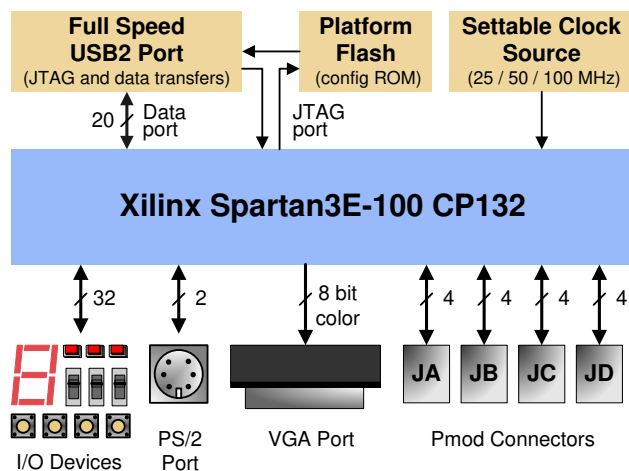 Full Speed
USB2 Port
(JTAG and data transfers)
Platform
Flash
(config ROM)
Settable Clock
Source
(25 / 50 / 100 MHz)
20
Data
port
JTAG
port
Xilinx Spartan3E-100 CP132
32
2
8 bit
color
4
4
4
4
JA
JB
JC
JD
I/O Devices
PS/2
Port
VGA Port
Pmod Connectors